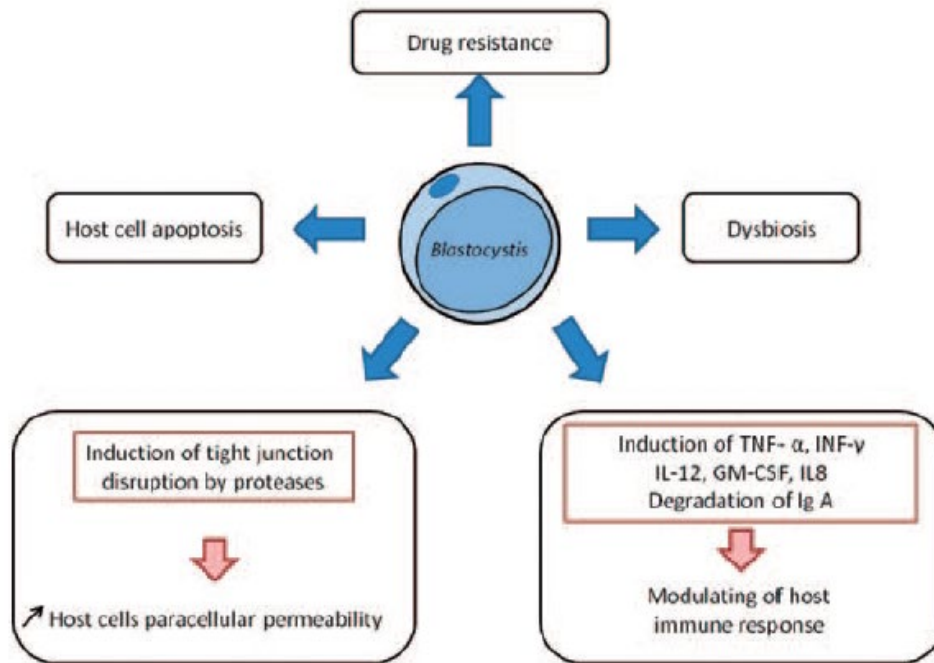 Drug resistance
Host cell apoptosis
Blastocystis
Dysbiosis
Induction of tight junction
disruption by proteases
↗ Host cells paracellular permeability
Induction of TNF- α, INF-γ
IL-12, GM-CSF, IL8
Degradation of Ig A
Modulating of host
immune response